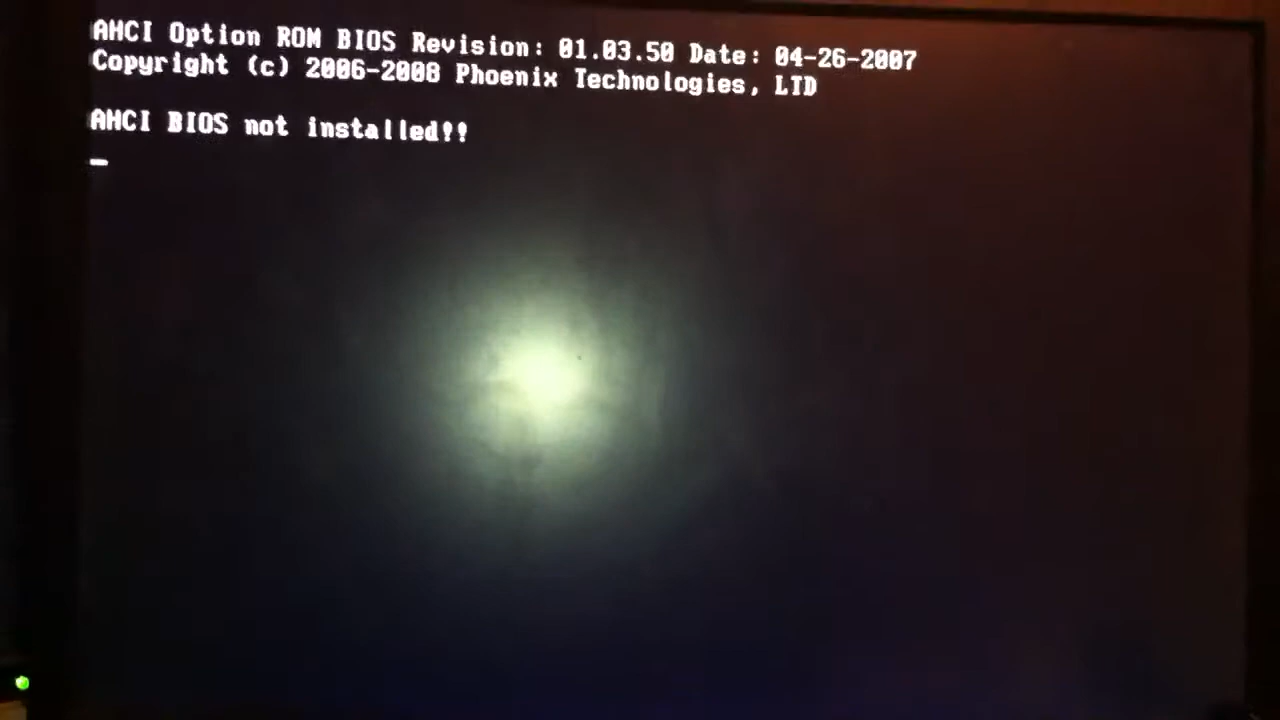 AHCI Option ROM BIOS Revision: 01.03.50 Date: 04-26-2007
Copyright (c) 2006-2008 Phoenix Technologies, LTD
AHCI BIOS not installed!!